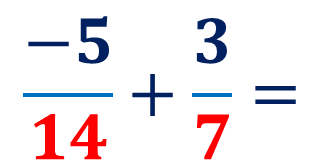 −5/14 + 3/7 =